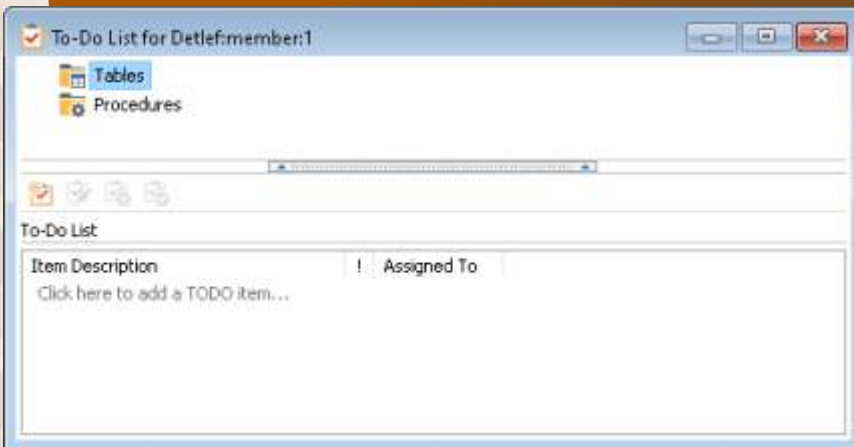 To-Do List for Detlef:member:1
Tables
Procedures
To-Do List
Item Description ! Assigned To
Click here to add a TODO item...